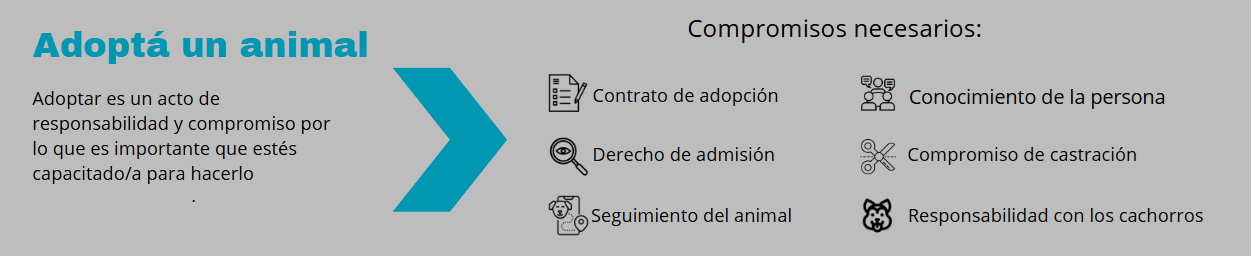 Adoptá un animal
Adoptar es un acto de
responsabilidad y compromiso por
lo que es importante que estés
capacitado/a para hacerlo
.
Compromisos necesarios:
Contrato de adopción
Conocimiento de la persona
Derecho de admisión
Compromiso de castración
Seguimiento del animal
Responsabilidad con los cachorros